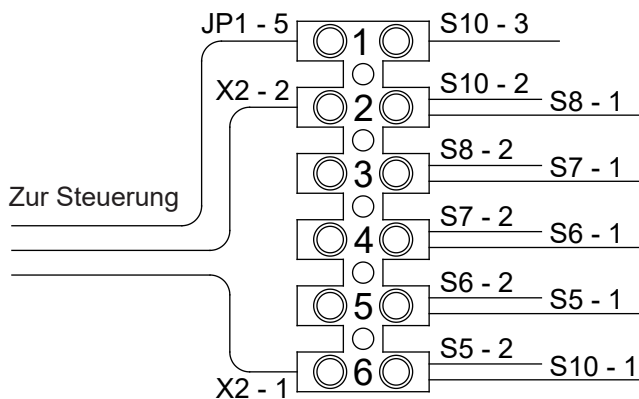 JP1 - 5 1 S10 - 3
X2 - 2 2 S10 - 2 S8 - 1
3 S8 - 2 S7 - 1
Zur Steuerung
4 S7 - 2 S6 - 1
5 S6 - 2 S5 - 1
X2 - 1 6 S5 - 2 S10 - 1